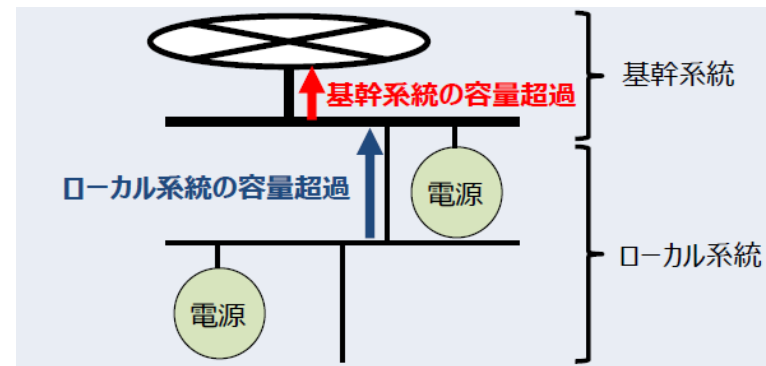 基幹系統の容量超過
基幹系統
ローカル系統の容量超過
電源
ローカル系統
電源